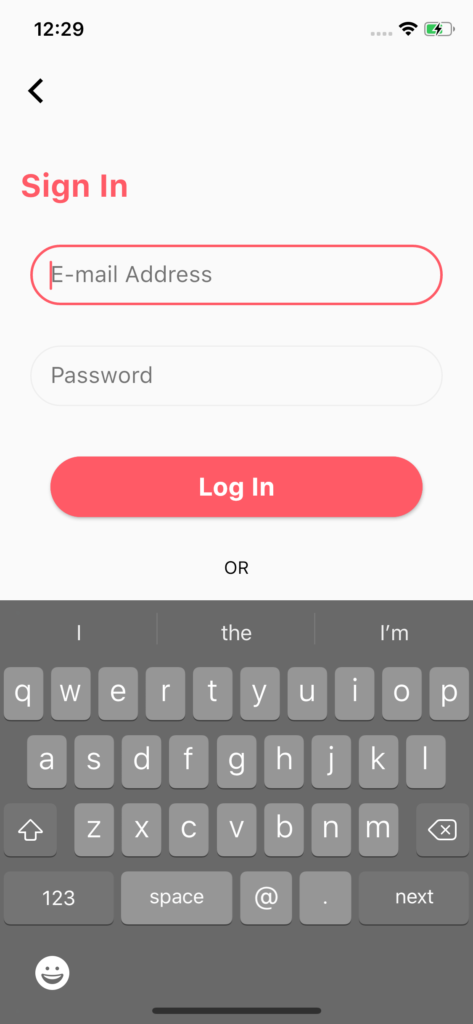 12:29
Sign In
E-mail Address
Password
Log In
OR
I the I'm
q w e r t y u i o p
a s d f g h j k l
z x c v b n m
123 space @ . next